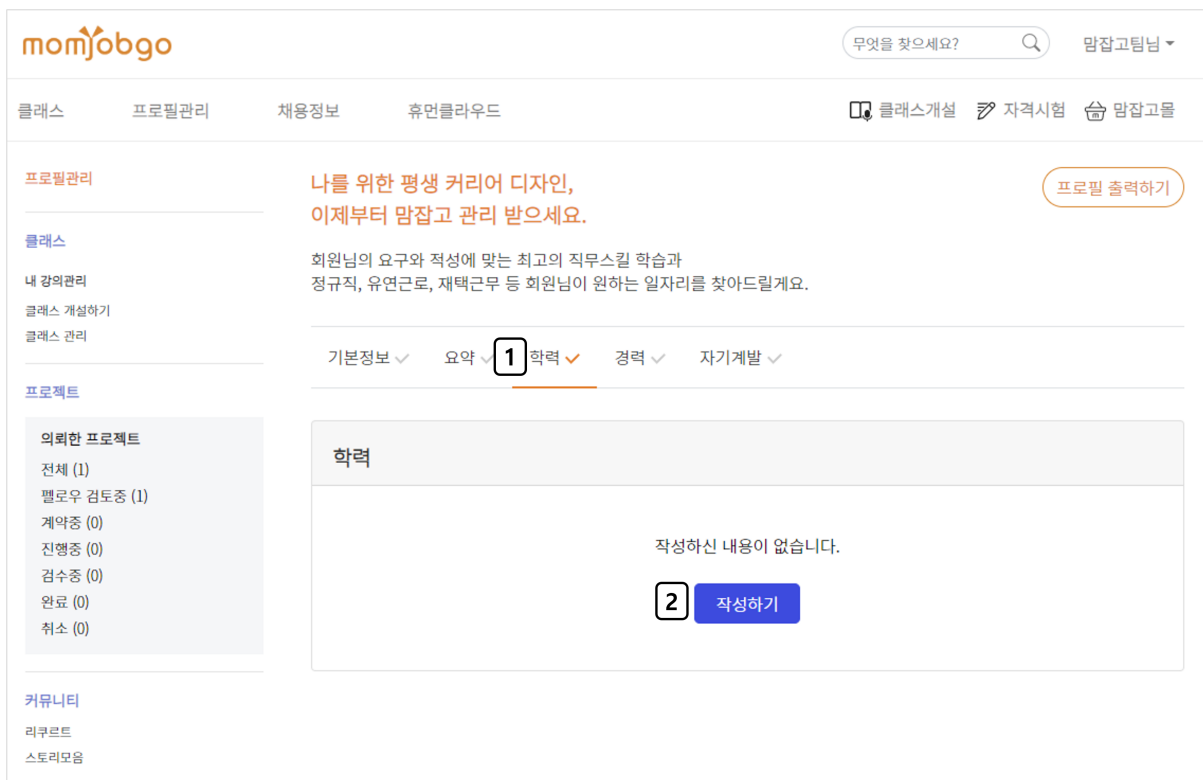 momjobgo
무엇을 찾으세요?
맘잡고팀님
클래스 프로필관리 채용정보 휴먼클라우드 클래스개설 자격시험 맘잡고몰
프로필관리
클래스
내 강의관리
클래스 개설하기
클래스 관리
프로젝트
의뢰한 프로젝트
전체 (1)
펠로우 검토중 (1)
계약중 (0)
진행중 (0)
검수중 (0)
완료 (0)
취소 (0)
커뮤니티
리쿠르트
스토리모음
나를 위한 평생 커리어 디자인,
이제부터 맘잡고 관리 받으세요.
프로필 출력하기
회원님의 요구와 적성에 맞는 최고의 직무스킬 학습과
정규직, 유연근로, 재택근무 등 회원님이 원하는 일자리를 찾아드릴게요.
기본정보 요약 1 학력 경력 자기계발
학력
작성하신 내용이 없습니다.
2 작성하기